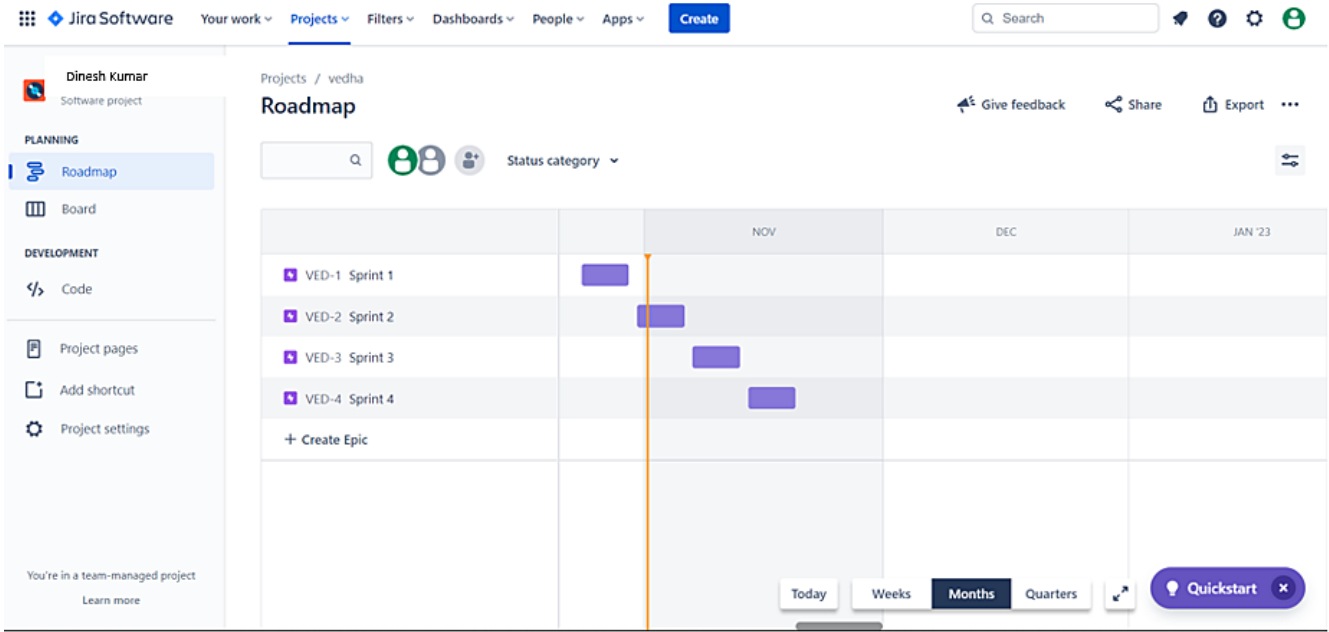 Jira Software Your work Projects Filters Dashboards People Apps Create Search
Dinesh Kumar
Software project
PLANNING
Roadmap
Board
DEVELOPMENT
Code
Project pages
Add shortcut
Project settings
You're in a team-managed project
Learn more
Projects / vedha
Roadmap
Give feedback Share Export
Status category
NOV DEC JAN '23
VED-1 Sprint 1
VED-2 Sprint 2
VED-3 Sprint 3
VED-4 Sprint 4
+ Create Epic
Today Weeks Months Quarters Quickstart